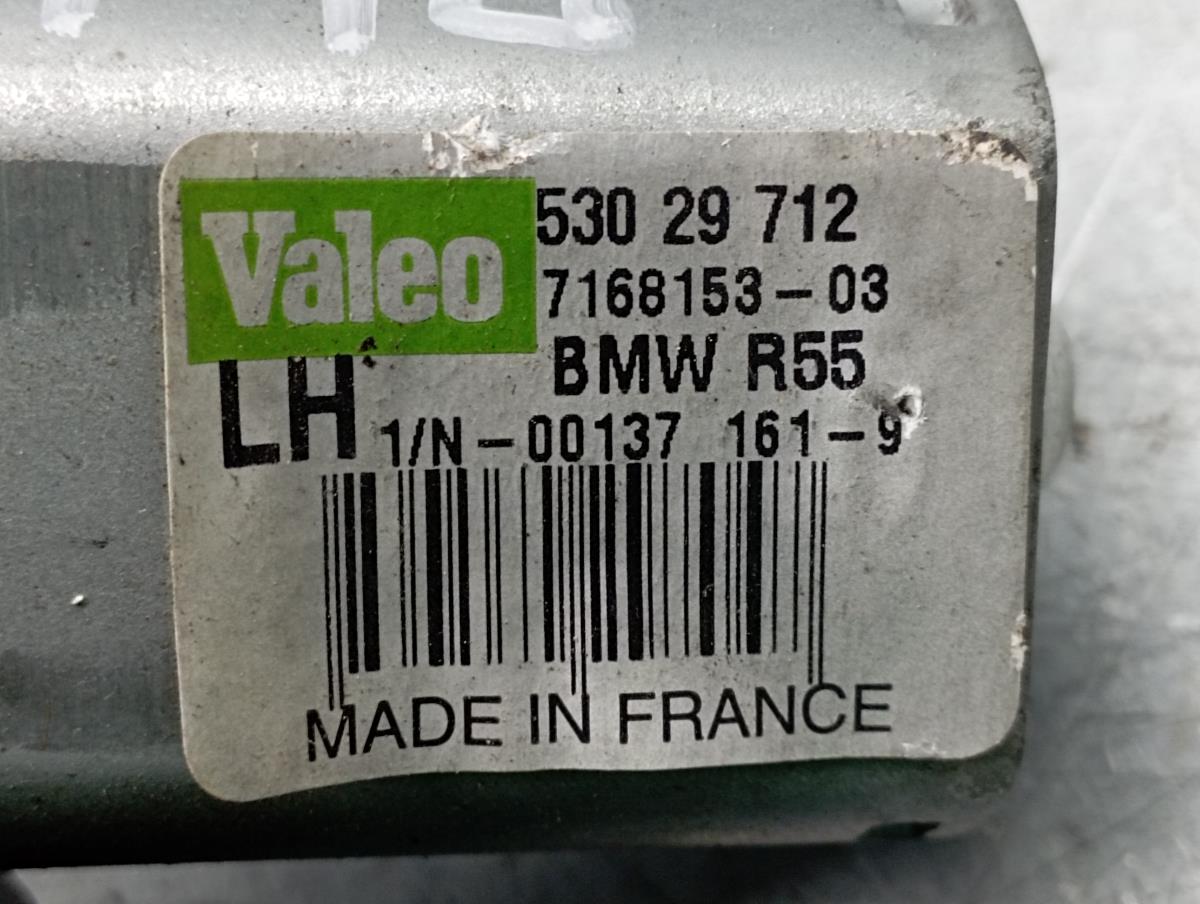 Valeo 530 29 712
7168153-03
LH BMW R55
1/N-00137 161-9
MADE IN FRANCE